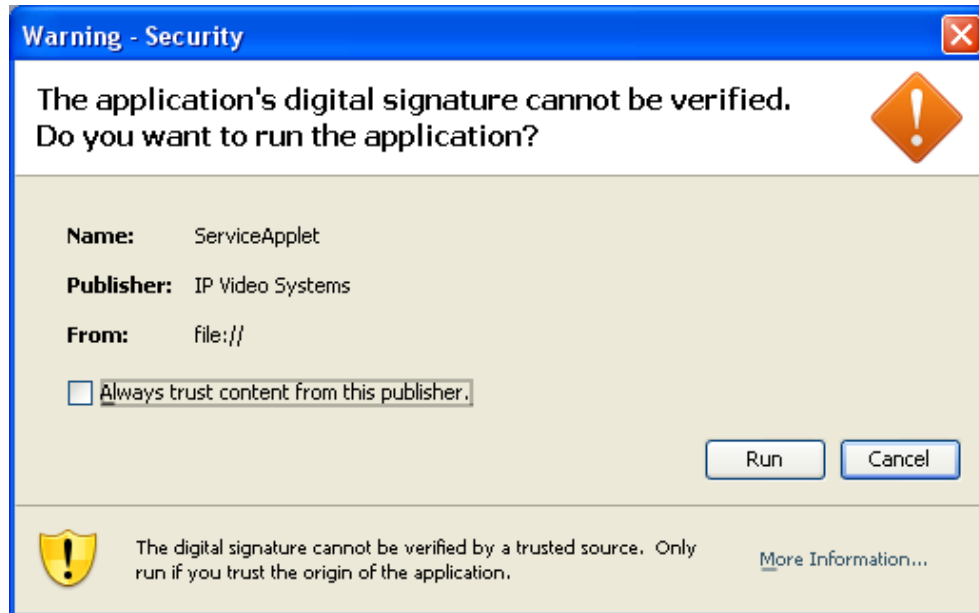 Warning - Security
The application's digital signature cannot be verified.
Do you want to run the application?
Name: ServiceApplet
Publisher: IP Video Systems
From: file://
Always trust content from this publisher.
Run Cancel
The digital signature cannot be verified by a trusted source. Only
run if you trust the origin of the application.
More Information...